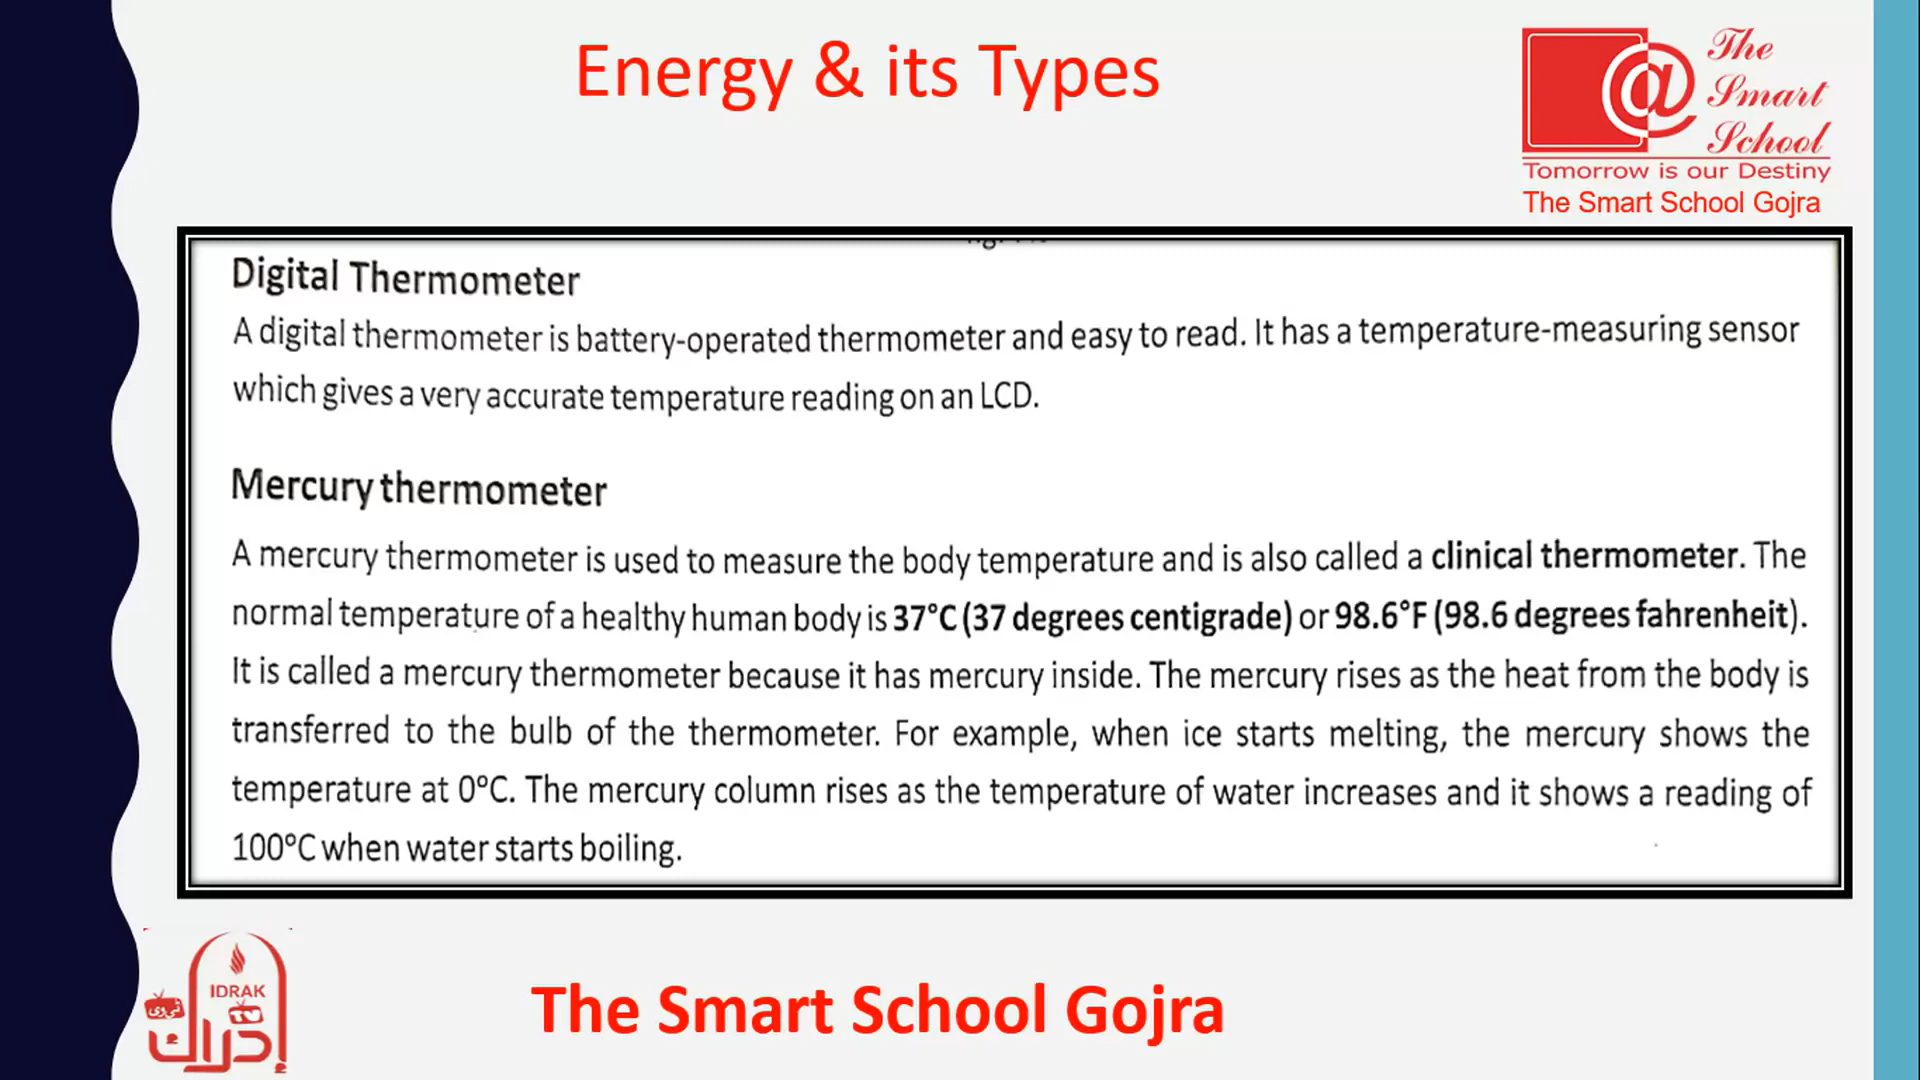 Energy & its Types
The
Smart
School
Tomorrow is our Destiny
The Smart School Gojra
Digital Thermometer
A digital thermometer is battery-operated thermometer and easy to read. It has a temperature-measuring sensor
which gives a very accurate temperature reading on an LCD.
Mercury thermometer
A mercury thermometer is used to measure the body temperature and is also called a clinical thermometer. The
normal temperature of a healthy human body is 37°C (37 degrees centigrade) or 98.6°F (98.6 degrees fahrenheit).
It is called a mercury thermometer because it has mercury inside. The mercury rises as the heat from the body is
transferred to the bulb of the thermometer. For example, when ice starts melting, the mercury shows the
temperature at 0°C. The mercury column rises as the temperature of water increases and it shows a reading of
100°C when water starts boiling.
IDRAK
TV
ٹی وی
إدراك
The Smart School Gojra